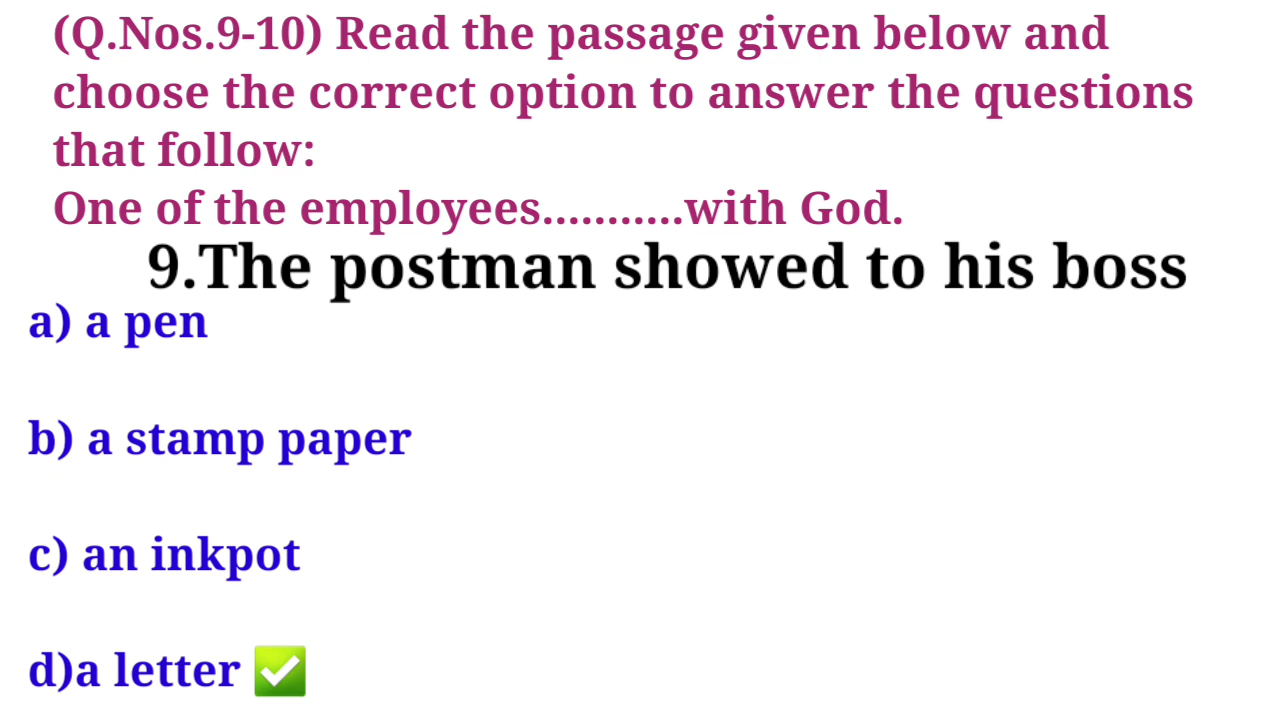 (Q.Nos.9-10) Read the passage given below and
choose the correct option to answer the questions
that follow:
One of the employees...........with God.
9.The postman showed to his boss
a) a pen
b) a stamp paper
c) an inkpot
d)a letter ✅